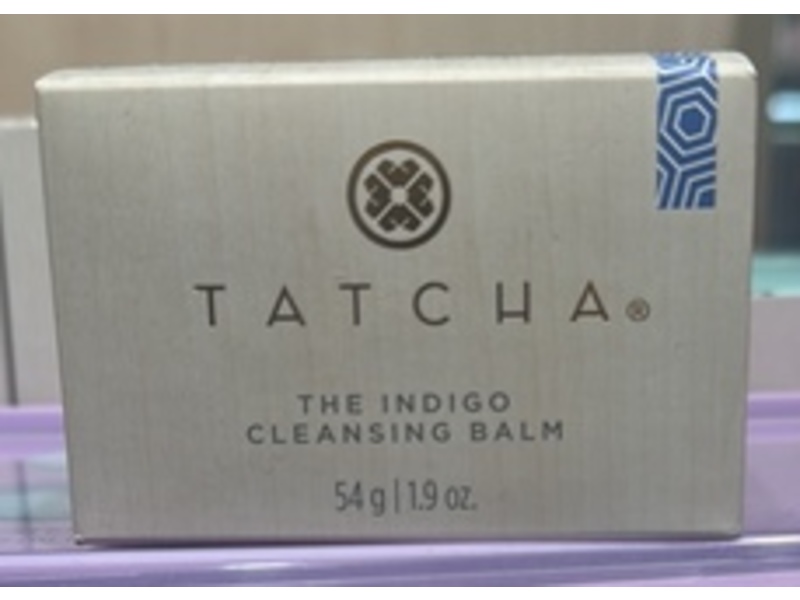 TATCHA®
THE INDIGO
CLEANSING BALM
54 g | 1.9 oz.